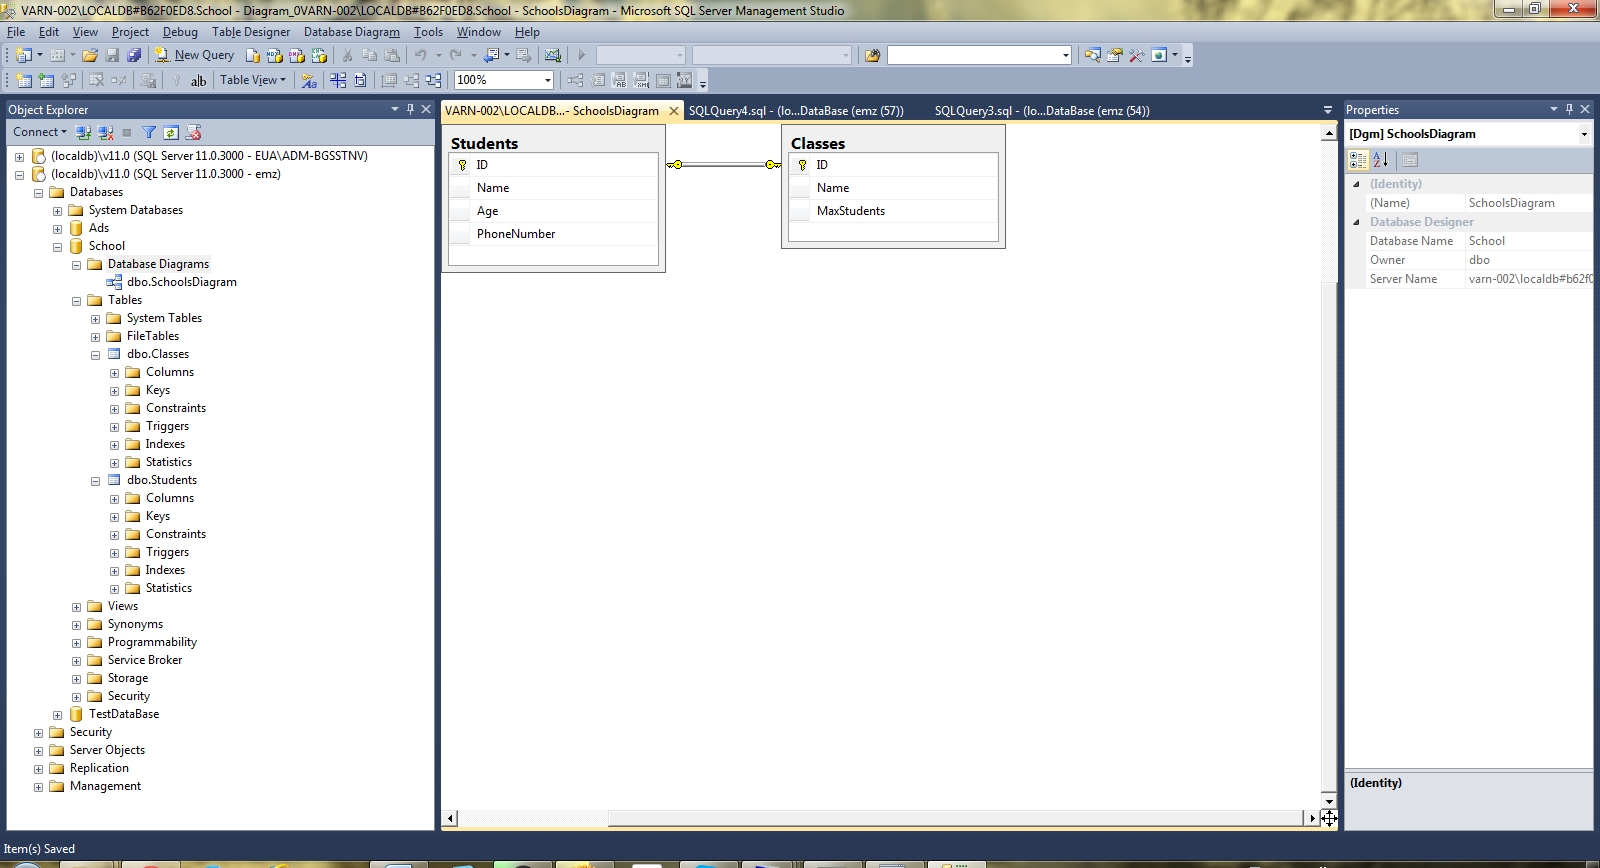 VARN-002\LOCALDB#B62F0ED8.School - Diagram_0VARN-002\LOCALDB#B62F0ED8.School - SchoolsDiagram - Microsoft SQL Server Management Studio
File Edit View Project Debug Table Designer Database Diagram Tools Window Help
New Query
a|b Table View 100%
Object Explorer
Connect
(localdb)\v11.0 (SQL Server 11.0.3000 - EUA\ADM-BGSSTNV)
(localdb)\v11.0 (SQL Server 11.0.3000 - emz)
Databases
System Databases
Ads
School
Database Diagrams
dbo.SchoolsDiagram
Tables
System Tables
FileTables
dbo.Classes
Columns
Keys
Constraints
Triggers
Indexes
Statistics
dbo.Students
Columns
Keys
Constraints
Triggers
Indexes
Statistics
Views
Synonyms
Programmability
Service Broker
Storage
Security
TestDataBase
Security
Server Objects
Replication
Management
VARN-002\LOCALDB...- SchoolsDiagram SQLQuery4.sql - (lo...DataBase (emz (57)) SQLQuery3.sql - (lo...DataBase (emz (54))
Students
ID
Name
Age
PhoneNumber
Classes
ID
Name
MaxStudents
Properties
[Dgm] SchoolsDiagram
(Identity)
(Name) SchoolsDiagram
Database Designer
Database Name School
Owner dbo
Server Name varn-002\localdb#b62f0
(Identity)
Item(s) Saved